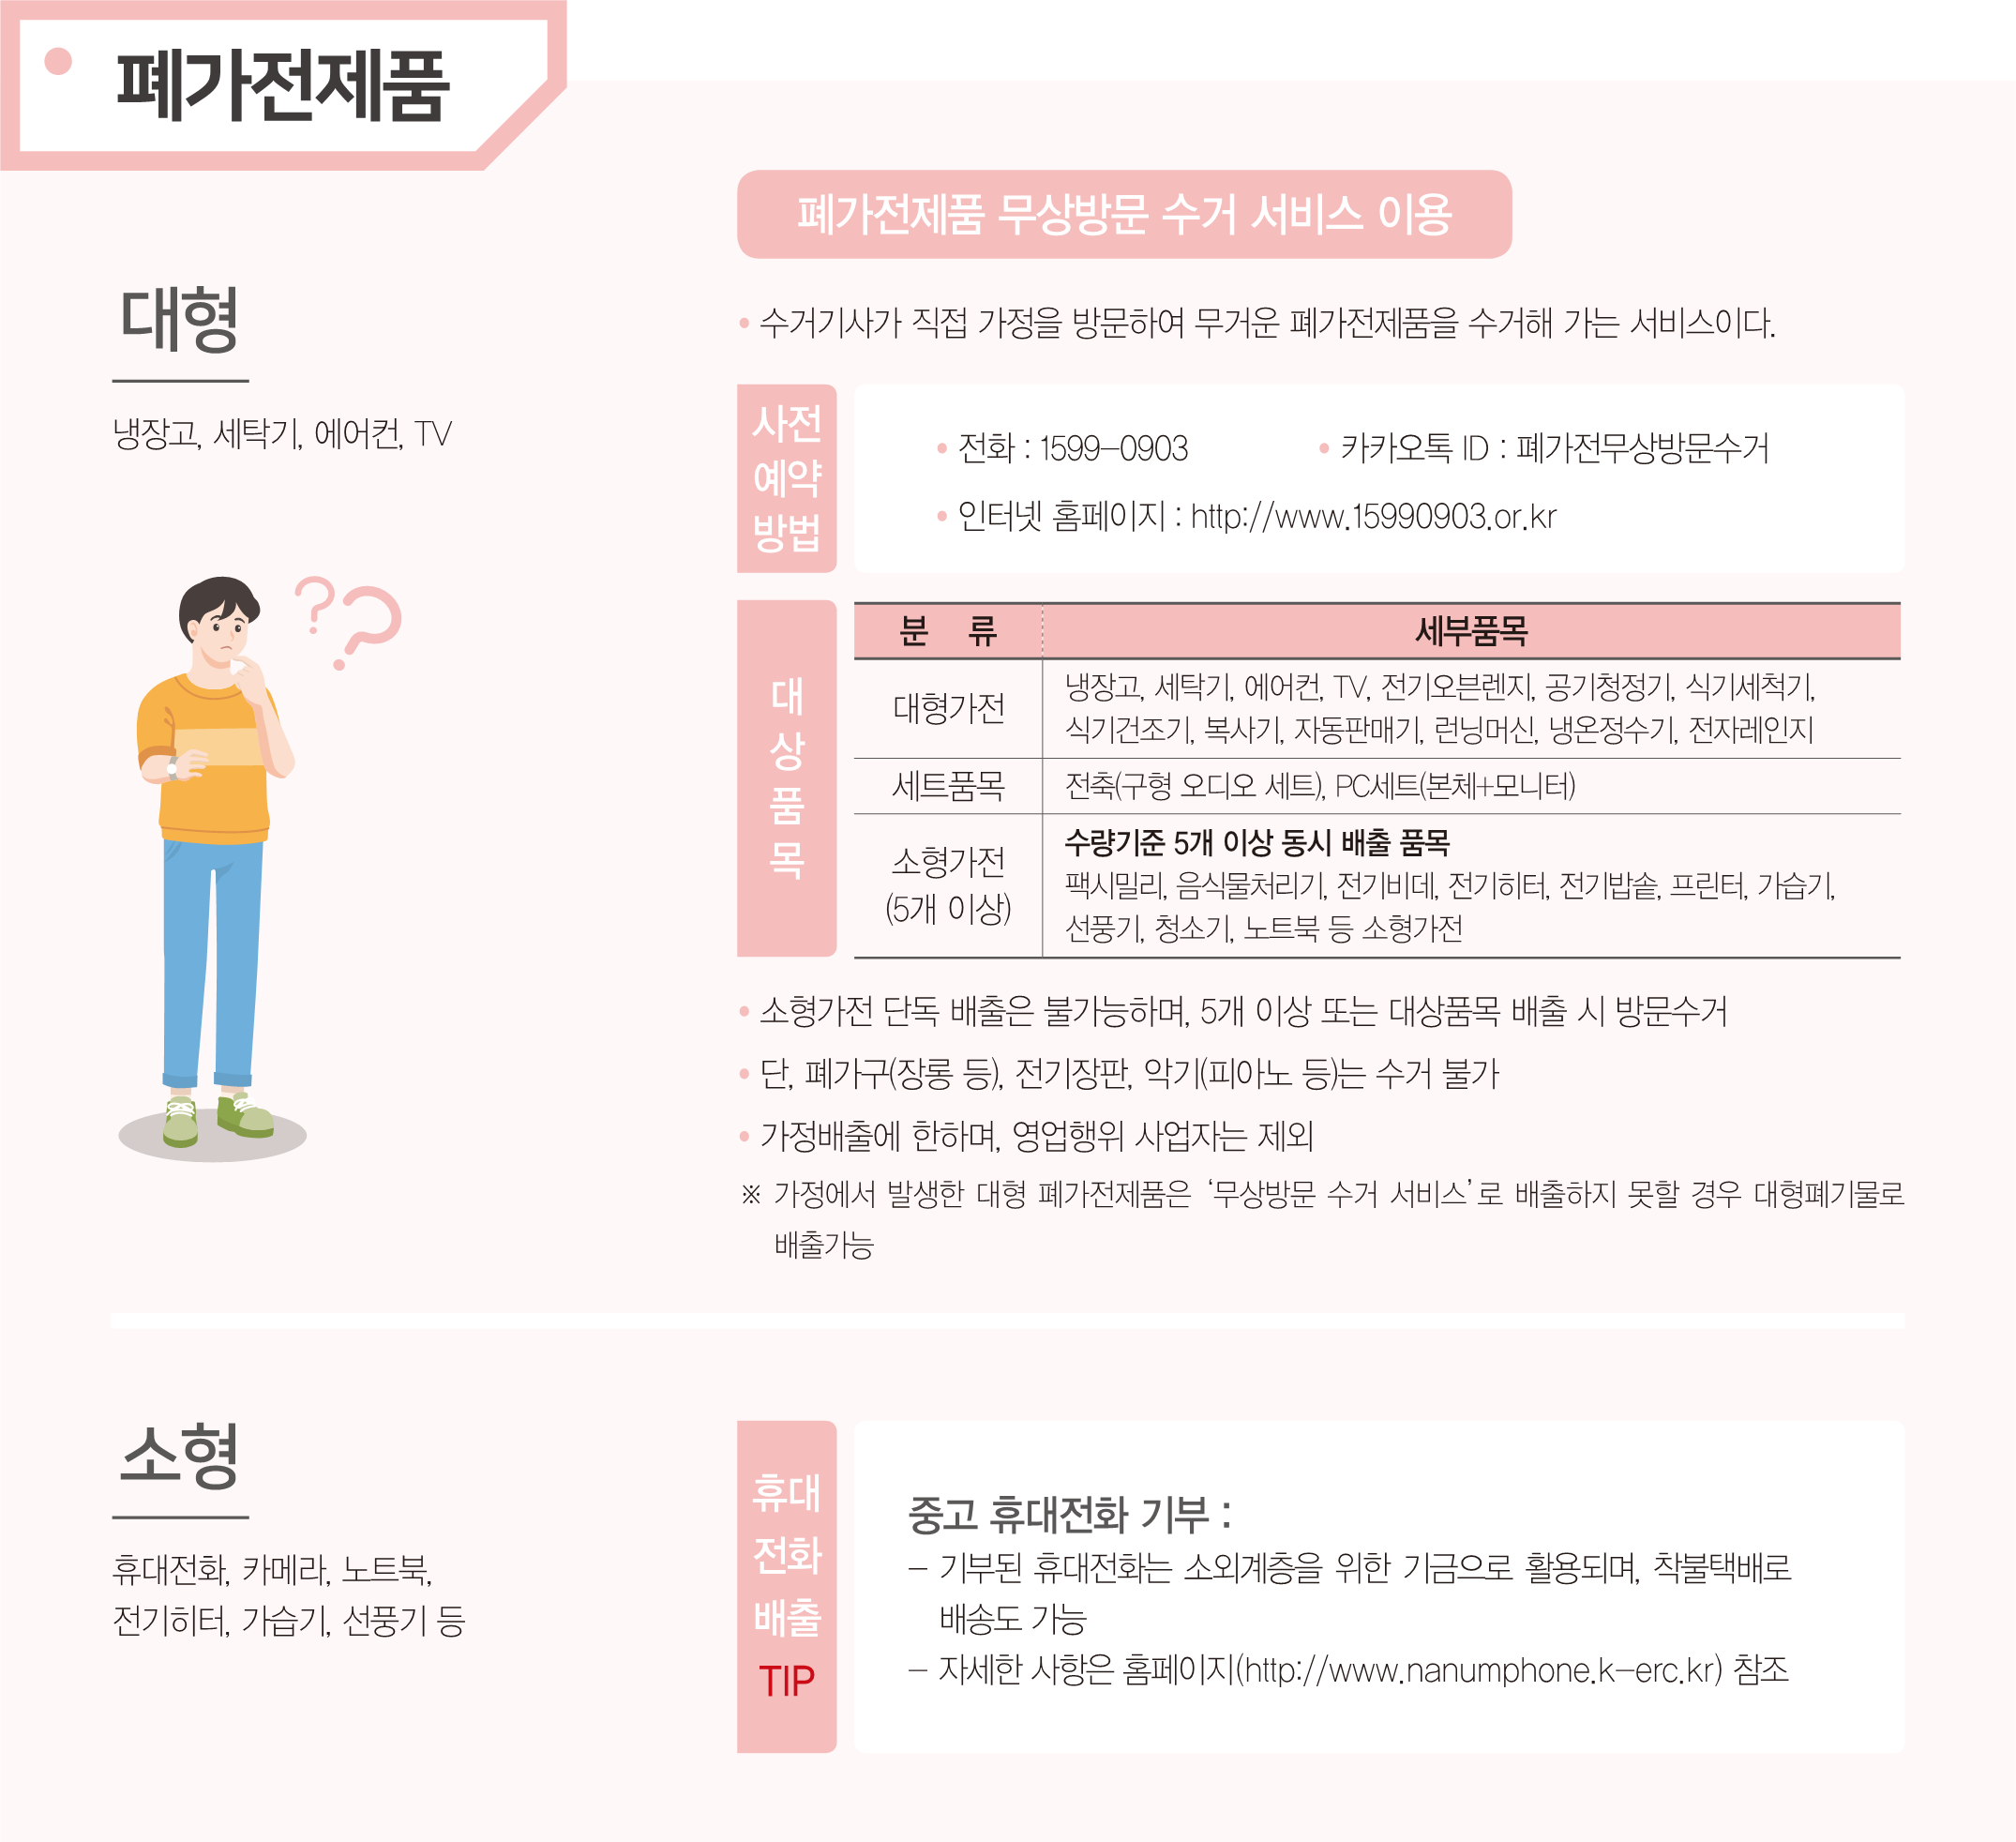 폐가전제품
대형
냉장고, 세탁기, 에어컨, TV
폐가전제품 무상방문 수거 서비스 이용
• 수거기사가 직접 가정을 방문하여 무거운 폐가전제품을 수거해 가는 서비스이다.
사전
예약
방법
• 전화 : 1599-0903 • 카카오톡 ID : 폐가전무상방문수거
• 인터넷 홈페이지 : http://www.15990903.or.kr
대
상
품
목
분 류 세부품목
대형가전
냉장고, 세탁기, 에어컨, TV, 전기오븐렌지, 공기청정기, 식기세척기,
식기건조기, 복사기, 자동판매기, 런닝머신, 냉온정수기, 전자레인지
세트품목 전축(구형 오디오 세트), PC세트(본체+모니터)
소형가전
(5개 이상)
수량기준 5개 이상 동시 배출 품목
팩시밀리, 음식물처리기, 전기비데, 전기히터, 전기밥솥, 프린터, 가습기,
선풍기, 청소기, 노트북 등 소형가전
• 소형가전 단독 배출은 불가능하며, 5개 이상 또는 대상품목 배출 시 방문수거
• 단, 폐가구(장롱 등), 전기장판, 악기(피아노 등)는 수거 불가
• 가정배출에 한하며, 영업행위 사업자는 제외
※ 가정에서 발생한 대형 폐가전제품은 ‘무상방문 수거 서비스’로 배출하지 못할 경우 대형폐기물로
배출가능
소형
휴대전화, 카메라, 노트북,
전기히터, 가습기, 선풍기 등
휴대
전화
배출
TIP
중고 휴대전화 기부 :
- 기부된 휴대전화는 소외계층을 위한 기금으로 활용되며, 착불택배로
배송도 가능
- 자세한 사항은 홈페이지(http://www.nanumphone.k-erc.kr) 참조